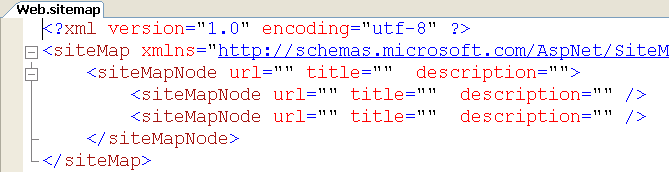 Web.sitemap
<?xml version="1.0" encoding="utf-8" ?>
<siteMap xmlns="http://schemas.microsoft.com/AspNet/SiteM
<siteMapNode url="" title=""  description="">
<siteMapNode url="" title=""  description="" />
<siteMapNode url="" title=""  description="" />
</siteMapNode>
</siteMap>